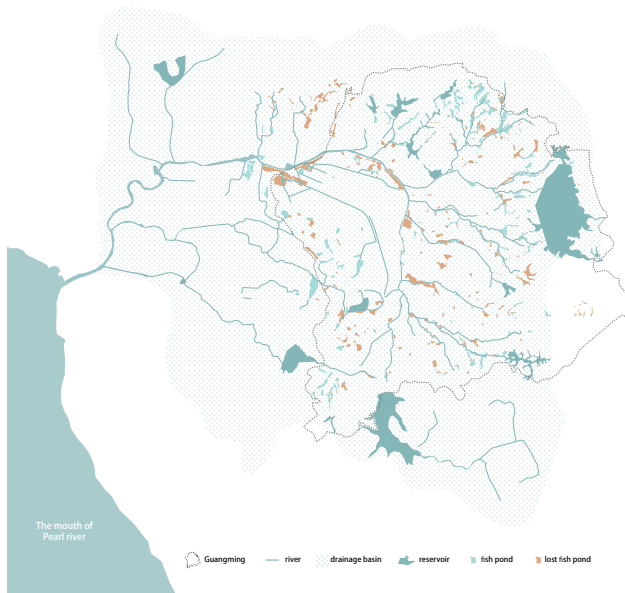 The mouth of
Pearl river
Guangming river drainage basin reservoir fish pond lost fish pond